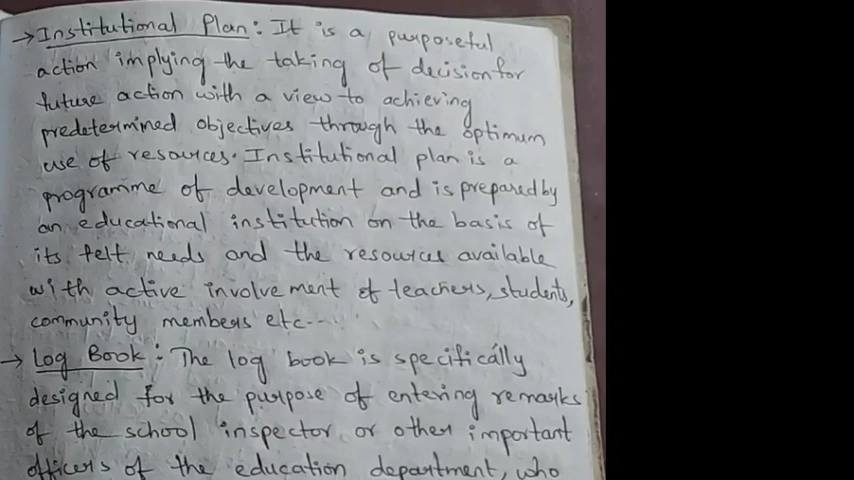 → Institutional Plan: It is a purposeful
action implying the taking of decision for
future action with a view to achieving
predetermined objectives through the optimum
use of resources. Institutional plan is a
programme of development and is prepared by
an educational institution on the basis of
its felt needs and the resources available
with active involvement of teachers, students,
community members etc....
→ Log Book: The log book is specifically
designed for the purpose of entering remarks
of the school inspector or other important
officers of the education department, who